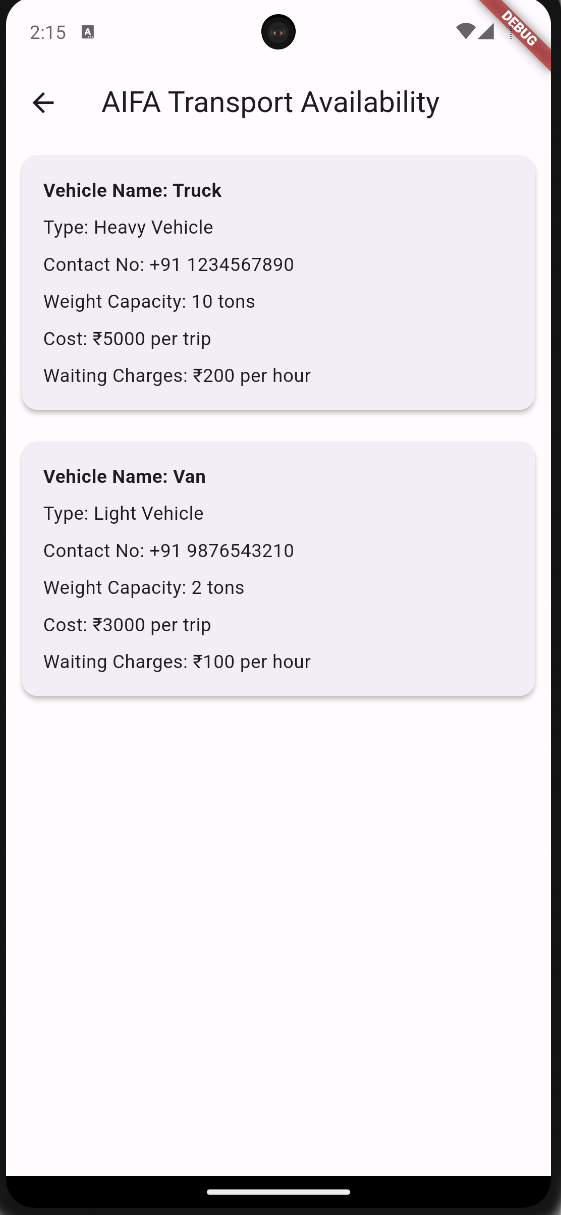 2:15
A
DEBUG
AIFA Transport Availability
Vehicle Name: Truck
Type: Heavy Vehicle
Contact No: +91 1234567890
Weight Capacity: 10 tons
Cost: ₹5000 per trip
Waiting Charges: ₹200 per hour
Vehicle Name: Van
Type: Light Vehicle
Contact No: +91 9876543210
Weight Capacity: 2 tons
Cost: ₹3000 per trip
Waiting Charges: ₹100 per hour